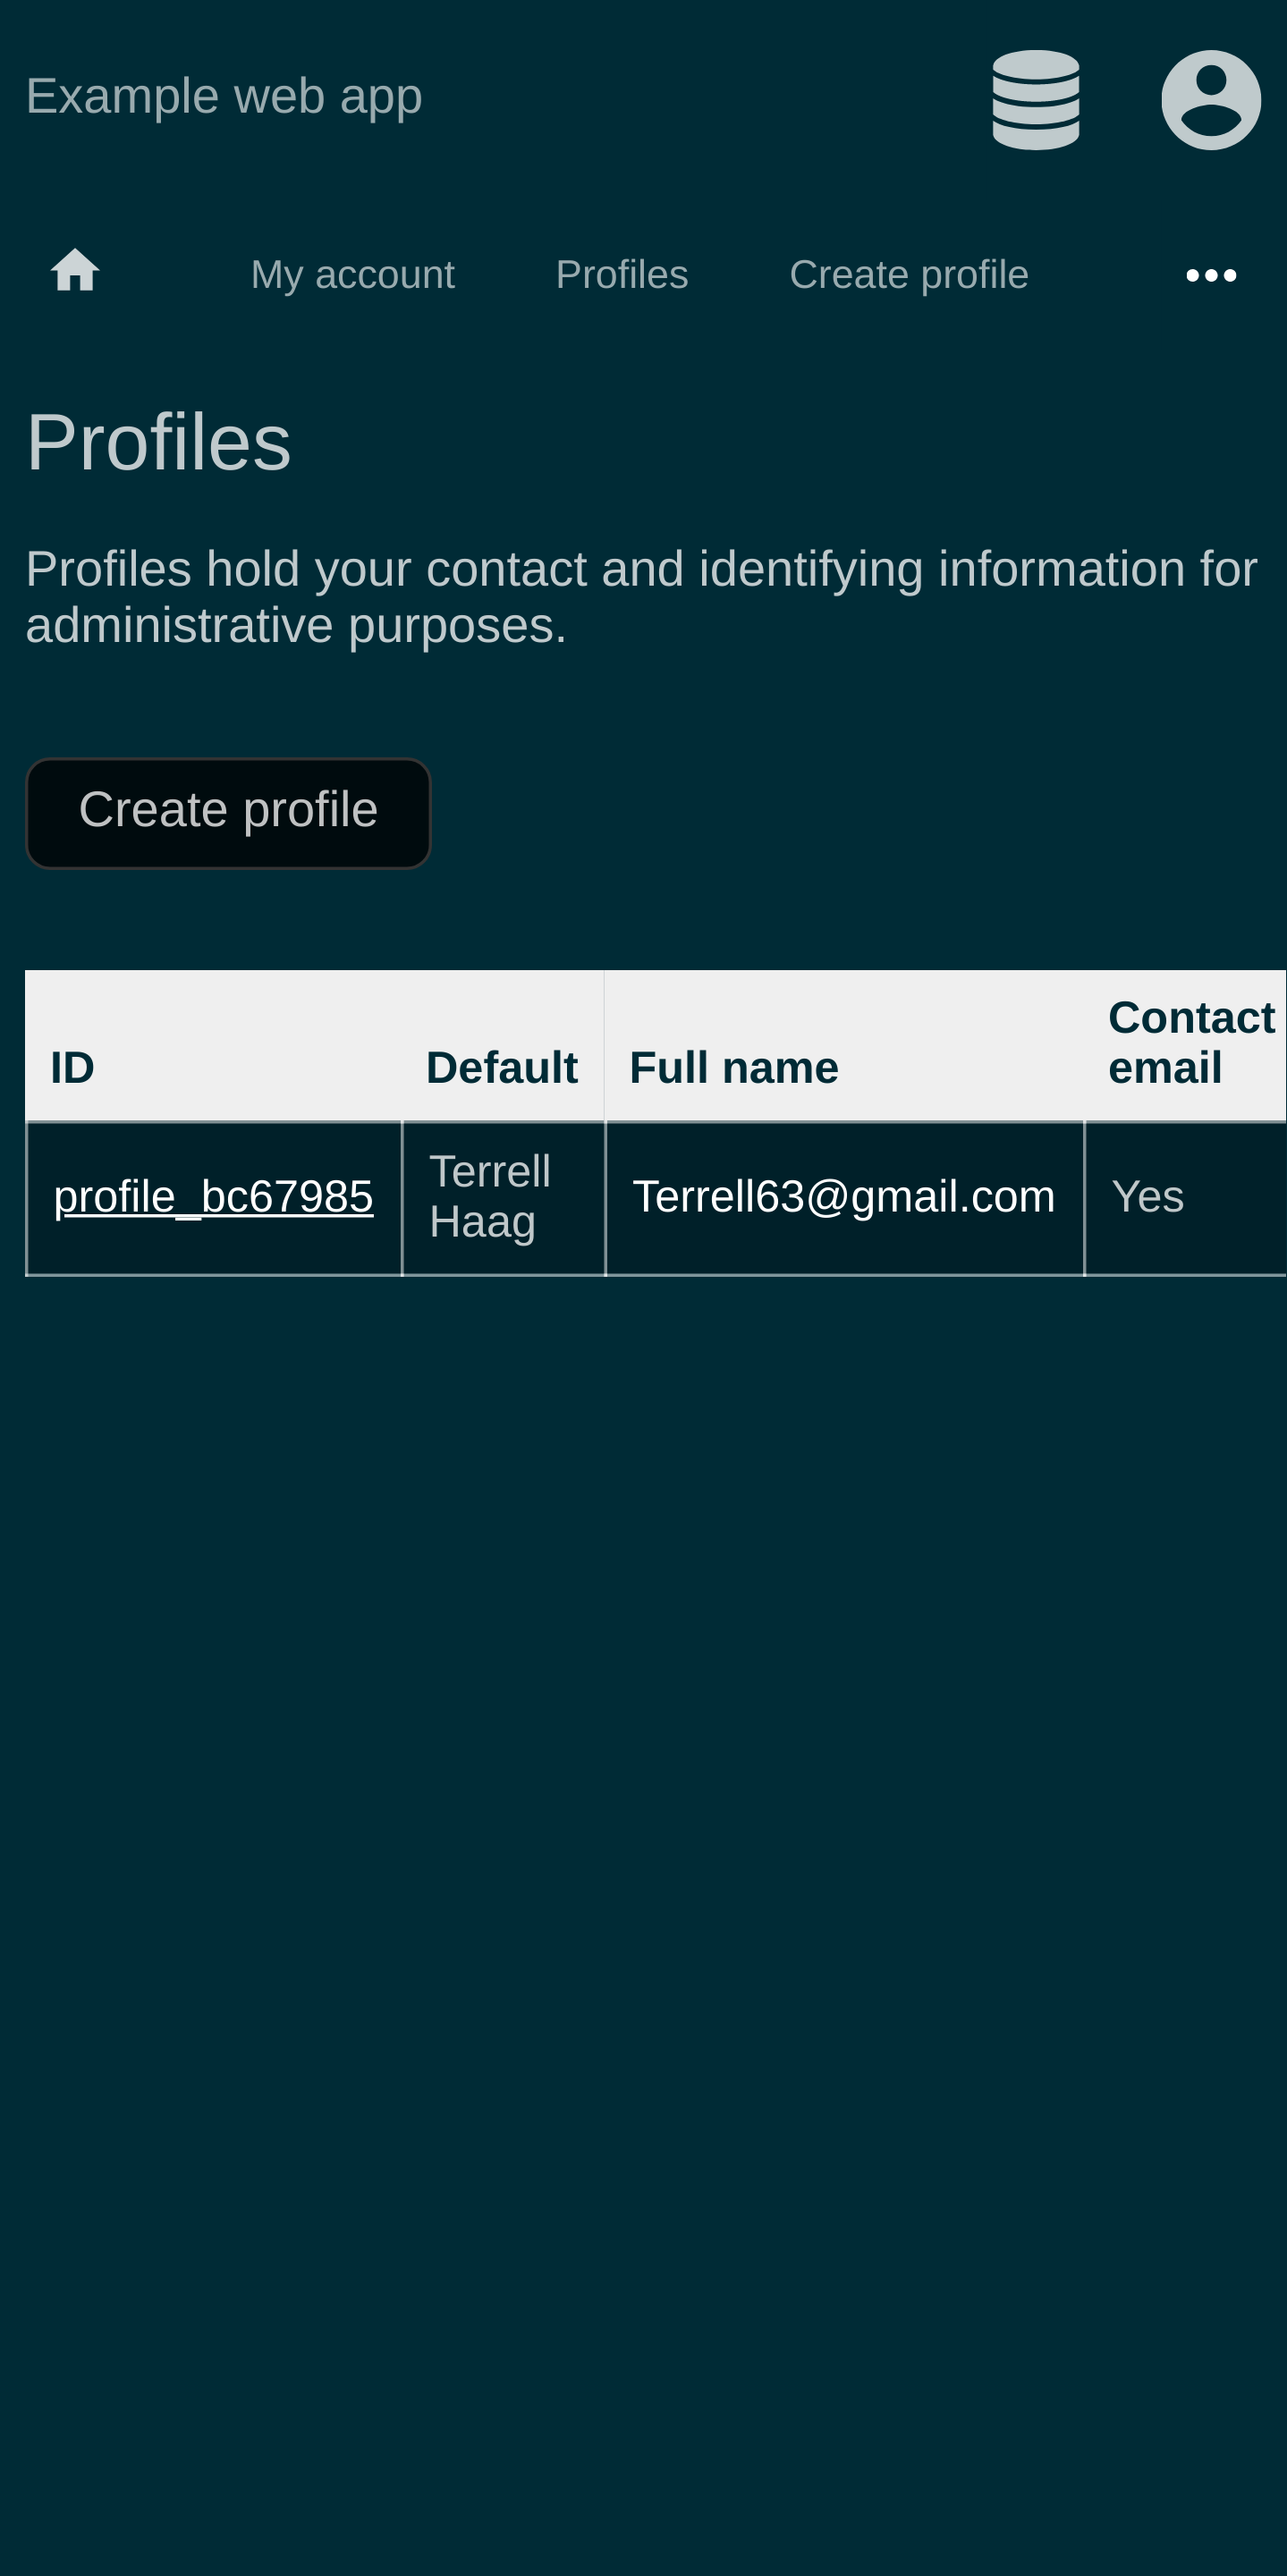 Example web app
My account Profiles Create profile
Profiles
Profiles hold your contact and identifying information for
administrative purposes.
Create profile
ID Default Full name Contact
email
profile_bc67985 Terrell
Haag Terrell63@gmail.com Yes